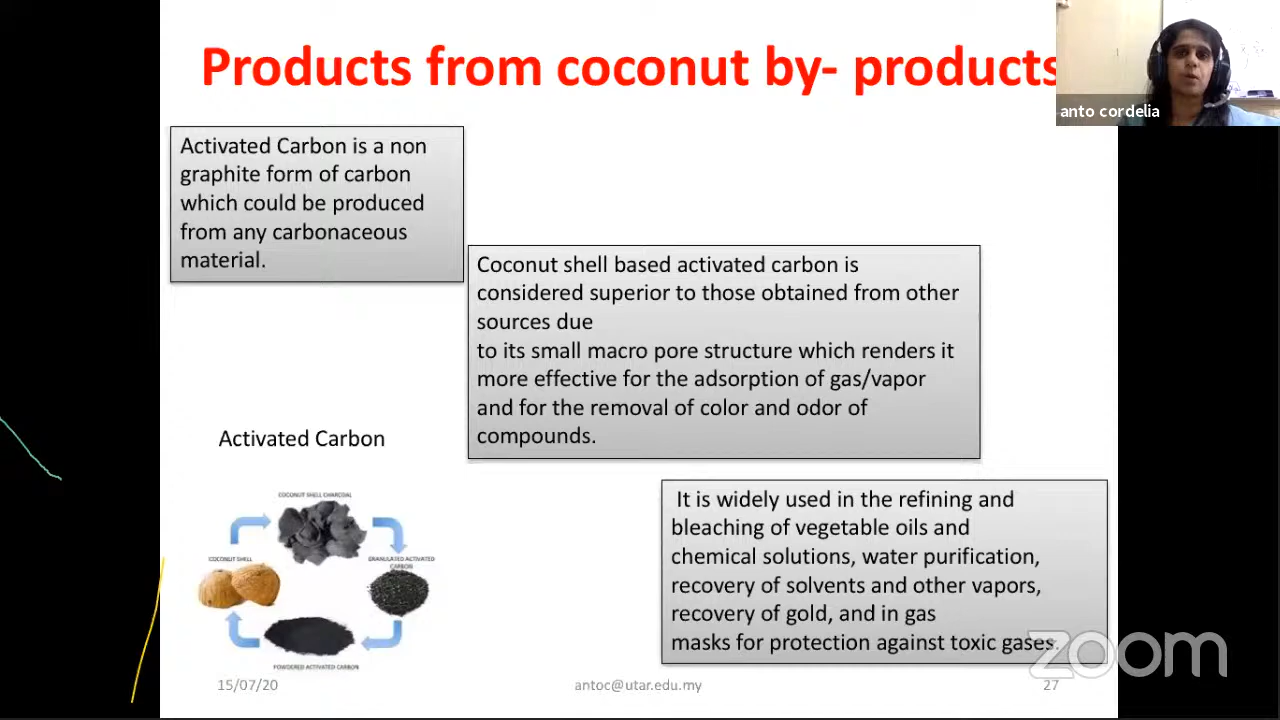 Products from coconut by- products
anto cordelia
Activated Carbon is a non
graphite form of carbon
which could be produced
from any carbonaceous
material.
Coconut shell based activated carbon is
considered superior to those obtained from other
sources due
to its small macro pore structure which renders it
more effective for the adsorption of gas/vapor
and for the removal of color and odor of
compounds.
Activated Carbon
COCONUT SHELL CHARCOAL
COCONUT SHELL
GRANULATED ACTIVATED
CARBON
POWDERED ACTIVATED CARBON
It is widely used in the refining and
bleaching of vegetable oils and
chemical solutions, water purification,
recovery of solvents and other vapors,
recovery of gold, and in gas
masks for protection against toxic gases.
zoom
15/07/20
antoc@utar.edu.my
27